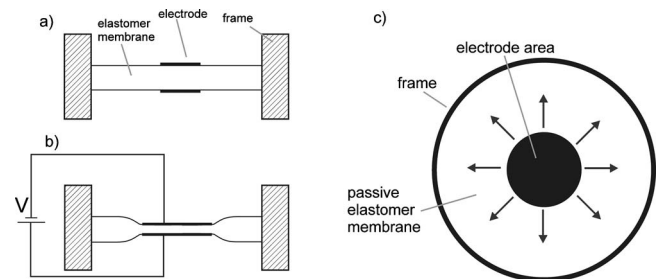 a)
electrode
frame
elastomer
membrane
b)
V
c)
electrode area
frame
passive
elastomer
membrane